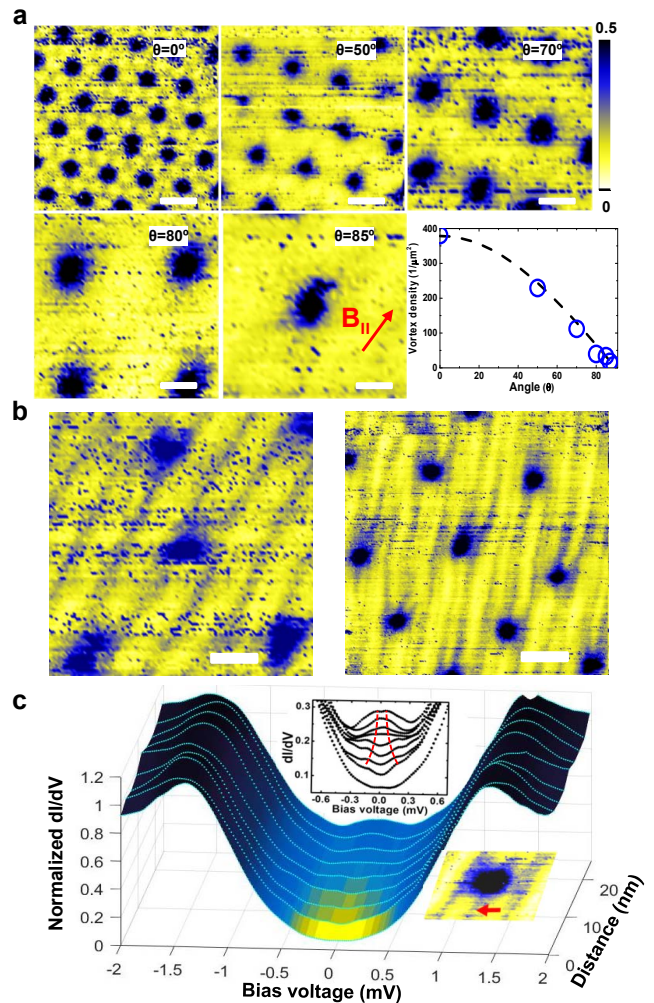 a
θ=0º
θ=50º
θ=70º
0.5
0
θ=80º
θ=85º
B||
Vortex density (1/μm²)
400
300
200
100
0
0 20 40 60 80
Angle (θ)
b
c
Normalized dI/dV
1.2
1
0.8
0.6
0.4
0.2
0
-2 -1.5 -1 -0.5 0 0.5 1 1.5 2
Bias voltage (mV)
dI/dV
0.3
0.2
0.1
-0.6 -0.3 0.0 0.3 0.6
Bias voltage (mV)
20
10
0
Distance (nm)